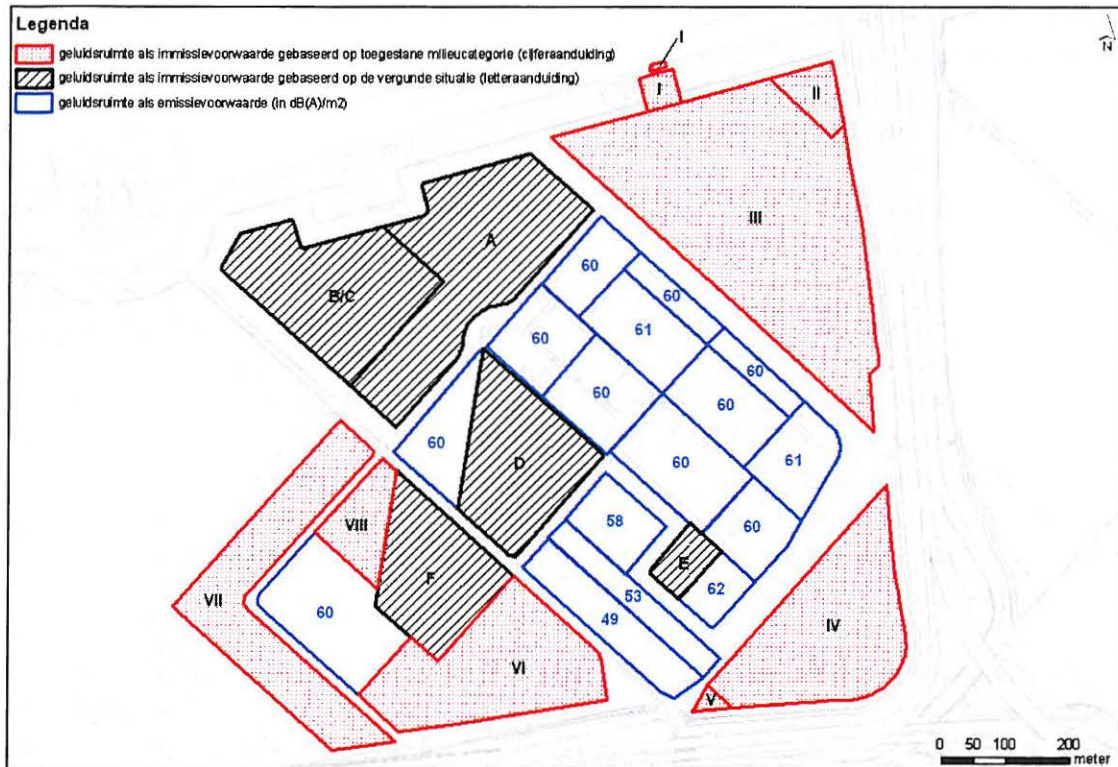 Legenda
geluidsruimte als immissievoorwaarde gebaseerd op toegestane milieucategorie (cijferaanduiding)
geluidsruimte als immissievoorwaarde gebaseerd op de vergunde situatie (letteraanduiding)
geluidsruimte als emissievoorwaarde (in dB(A)/m2)
N
I
I
II
III
A
B/C
60
60
60
61
60
60
60
60
61
60
60
D
58
60
E
62
VIII
F
53
49
VII
60
IV
VI
V
0 50 100 200
meter